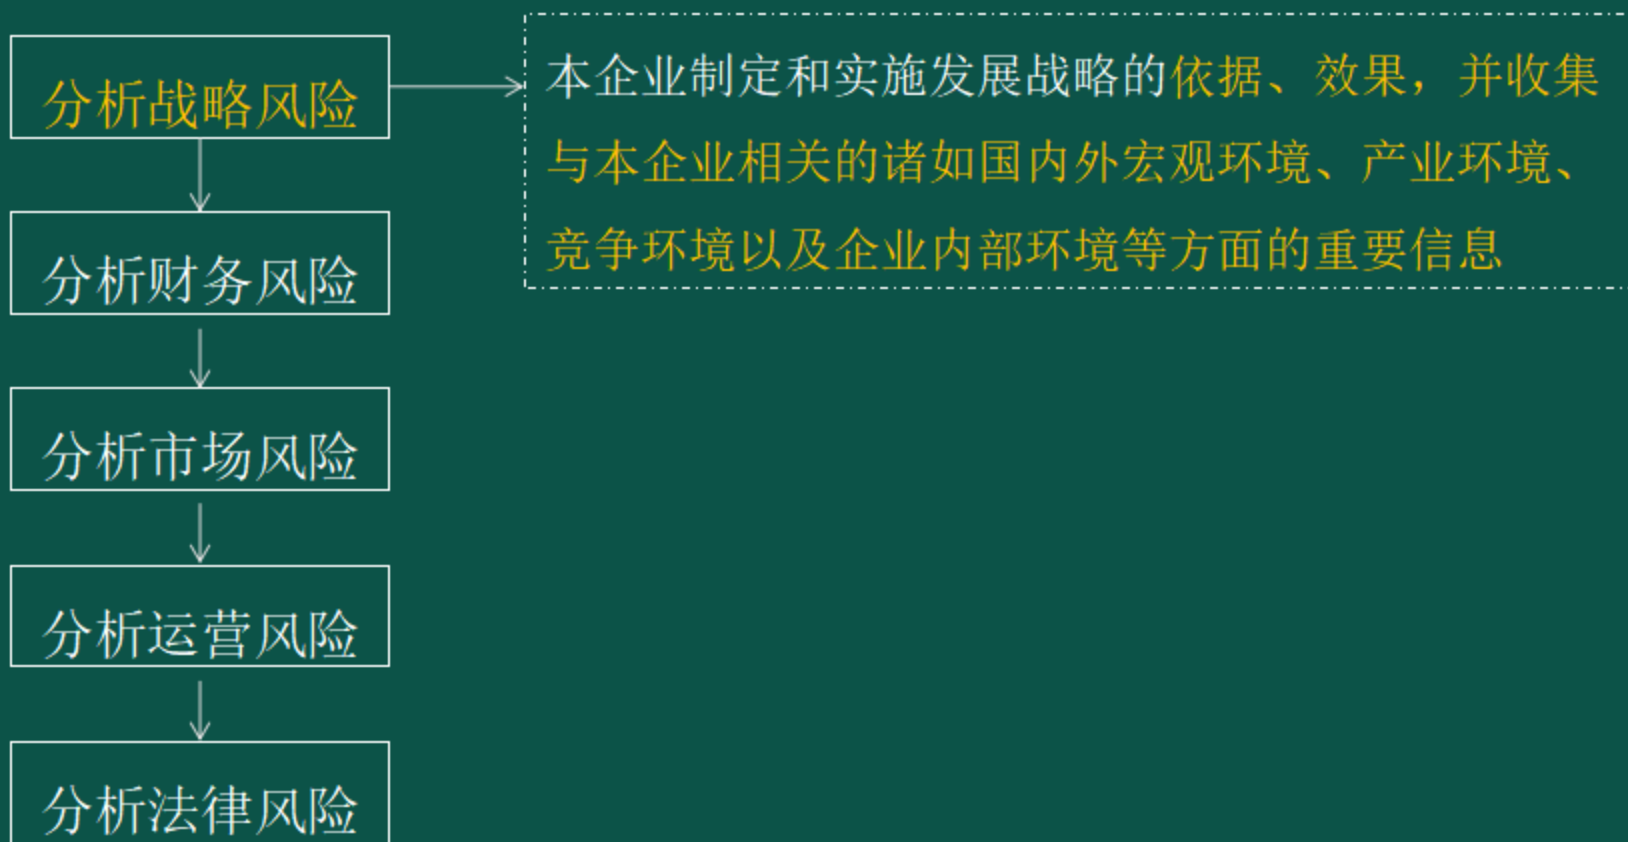 分析战略风险
本企业制定和实施发展战略的依据、效果，并收集
与本企业相关的诸如国内外宏观环境、产业环境、
竞争环境以及企业内部环境等方面的重要信息
分析财务风险
分析市场风险
分析运营风险
分析法律风险